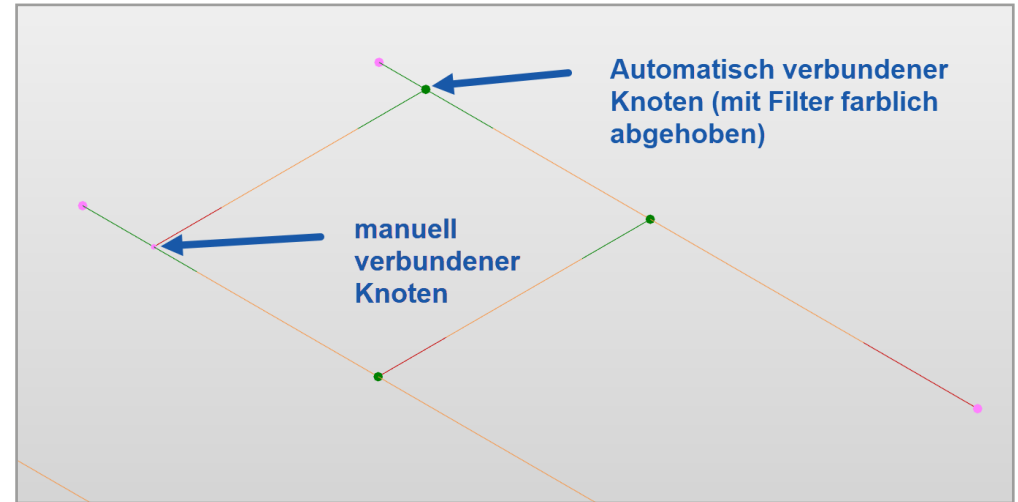 Automatisch verbundener
Knoten (mit Filter farblich
abgehoben)
manuell
verbundener
Knoten